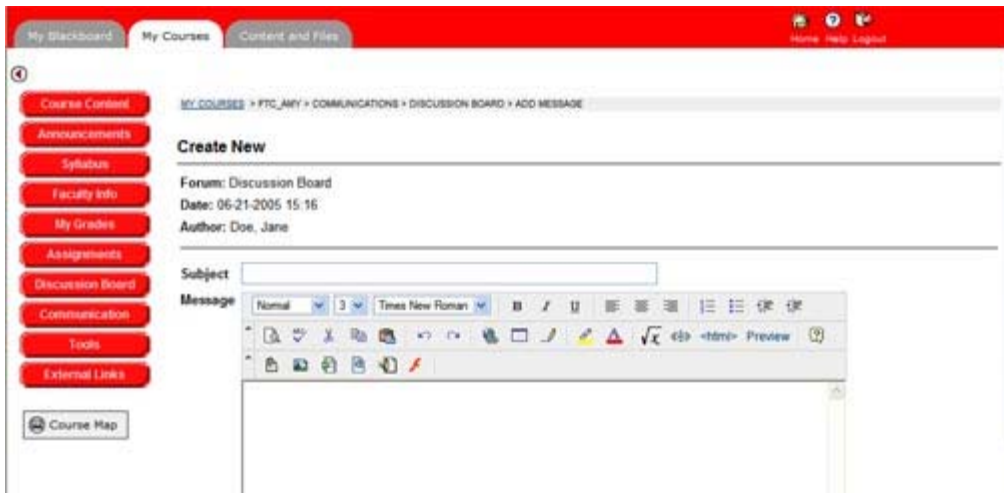 My Blackboard My Courses Content and Files Home Help Logout
MY COURSES > FTC_AMY > COMMUNICATIONS > DISCUSSION BOARD > ADD MESSAGE
Course Content
Announcements
Syllabus
Faculty Info
My Grades
Assignments
Discussion Board
Communication
Tools
External Links
Course Map
Create New
Forum: Discussion Board
Date: 06-21-2005 15:16
Author: Doe, Jane
Subject
Message
Normal 3 Times New Roman B I U
ABC √x <html> Preview